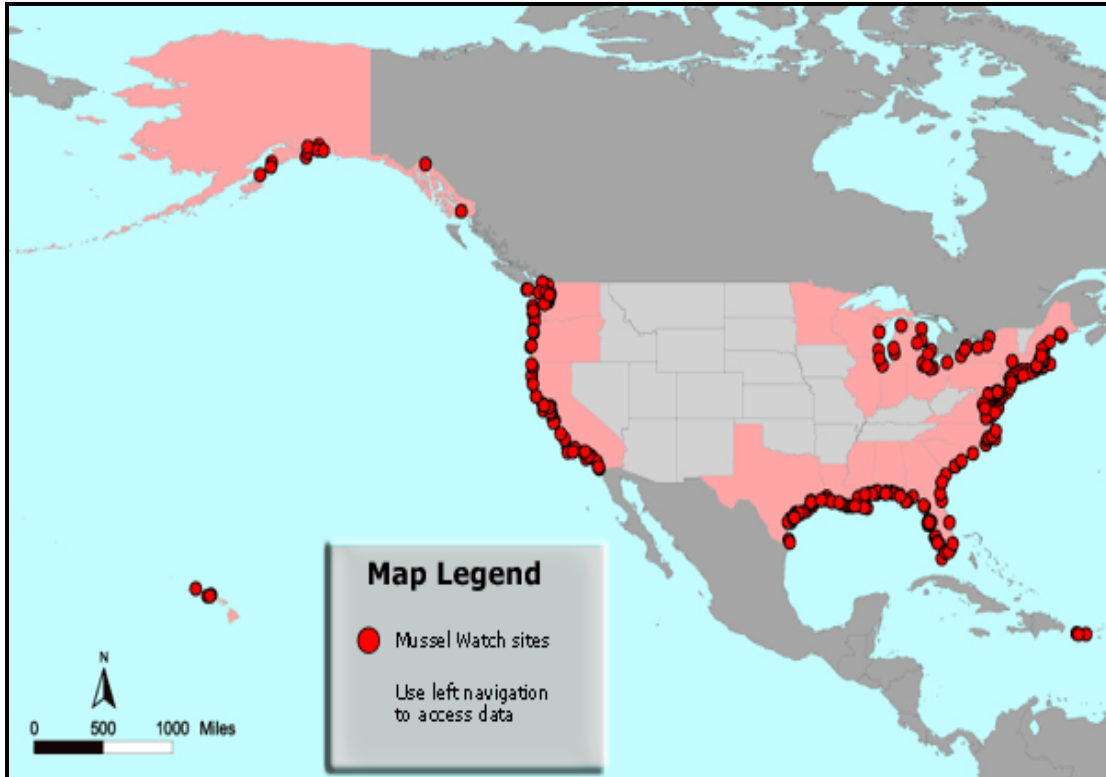 Map Legend
Mussel Watch sites
Use left navigation
to access data
N
0 500 1000 Miles